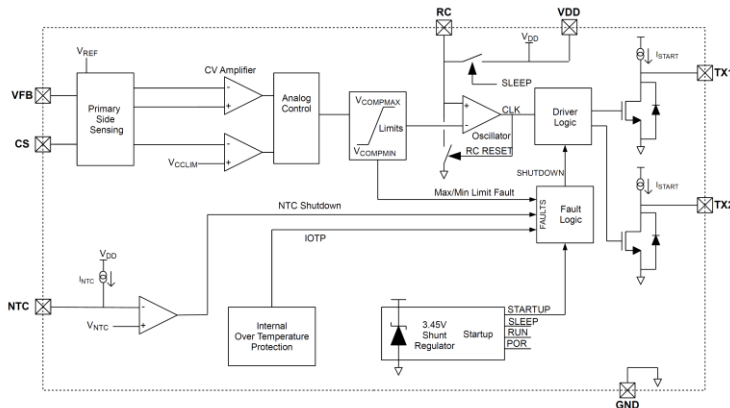 RC
VDD
VDD
ISTART
TX1
SLEEP
VREF
CV Amplifier
VFB
Primary
Side
Sensing
CS
VCCLIM
Analog
Control
VCOMPMAX
Limits
VCOMPMIN
CLK
Oscillator
RC RESET
Driver
Logic
SHUTDOWN
ISTART
TX2
Max/Min Limit Fault
NTC Shutdown
IOTP
FAULTS
Fault
Logic
VDD
INTC
NTC
VNTC
Internal
Over Temperature
Protection
3.45V
Shunt
Regulator
Startup
STARTUP
SLEEP
RUN
POR
GND